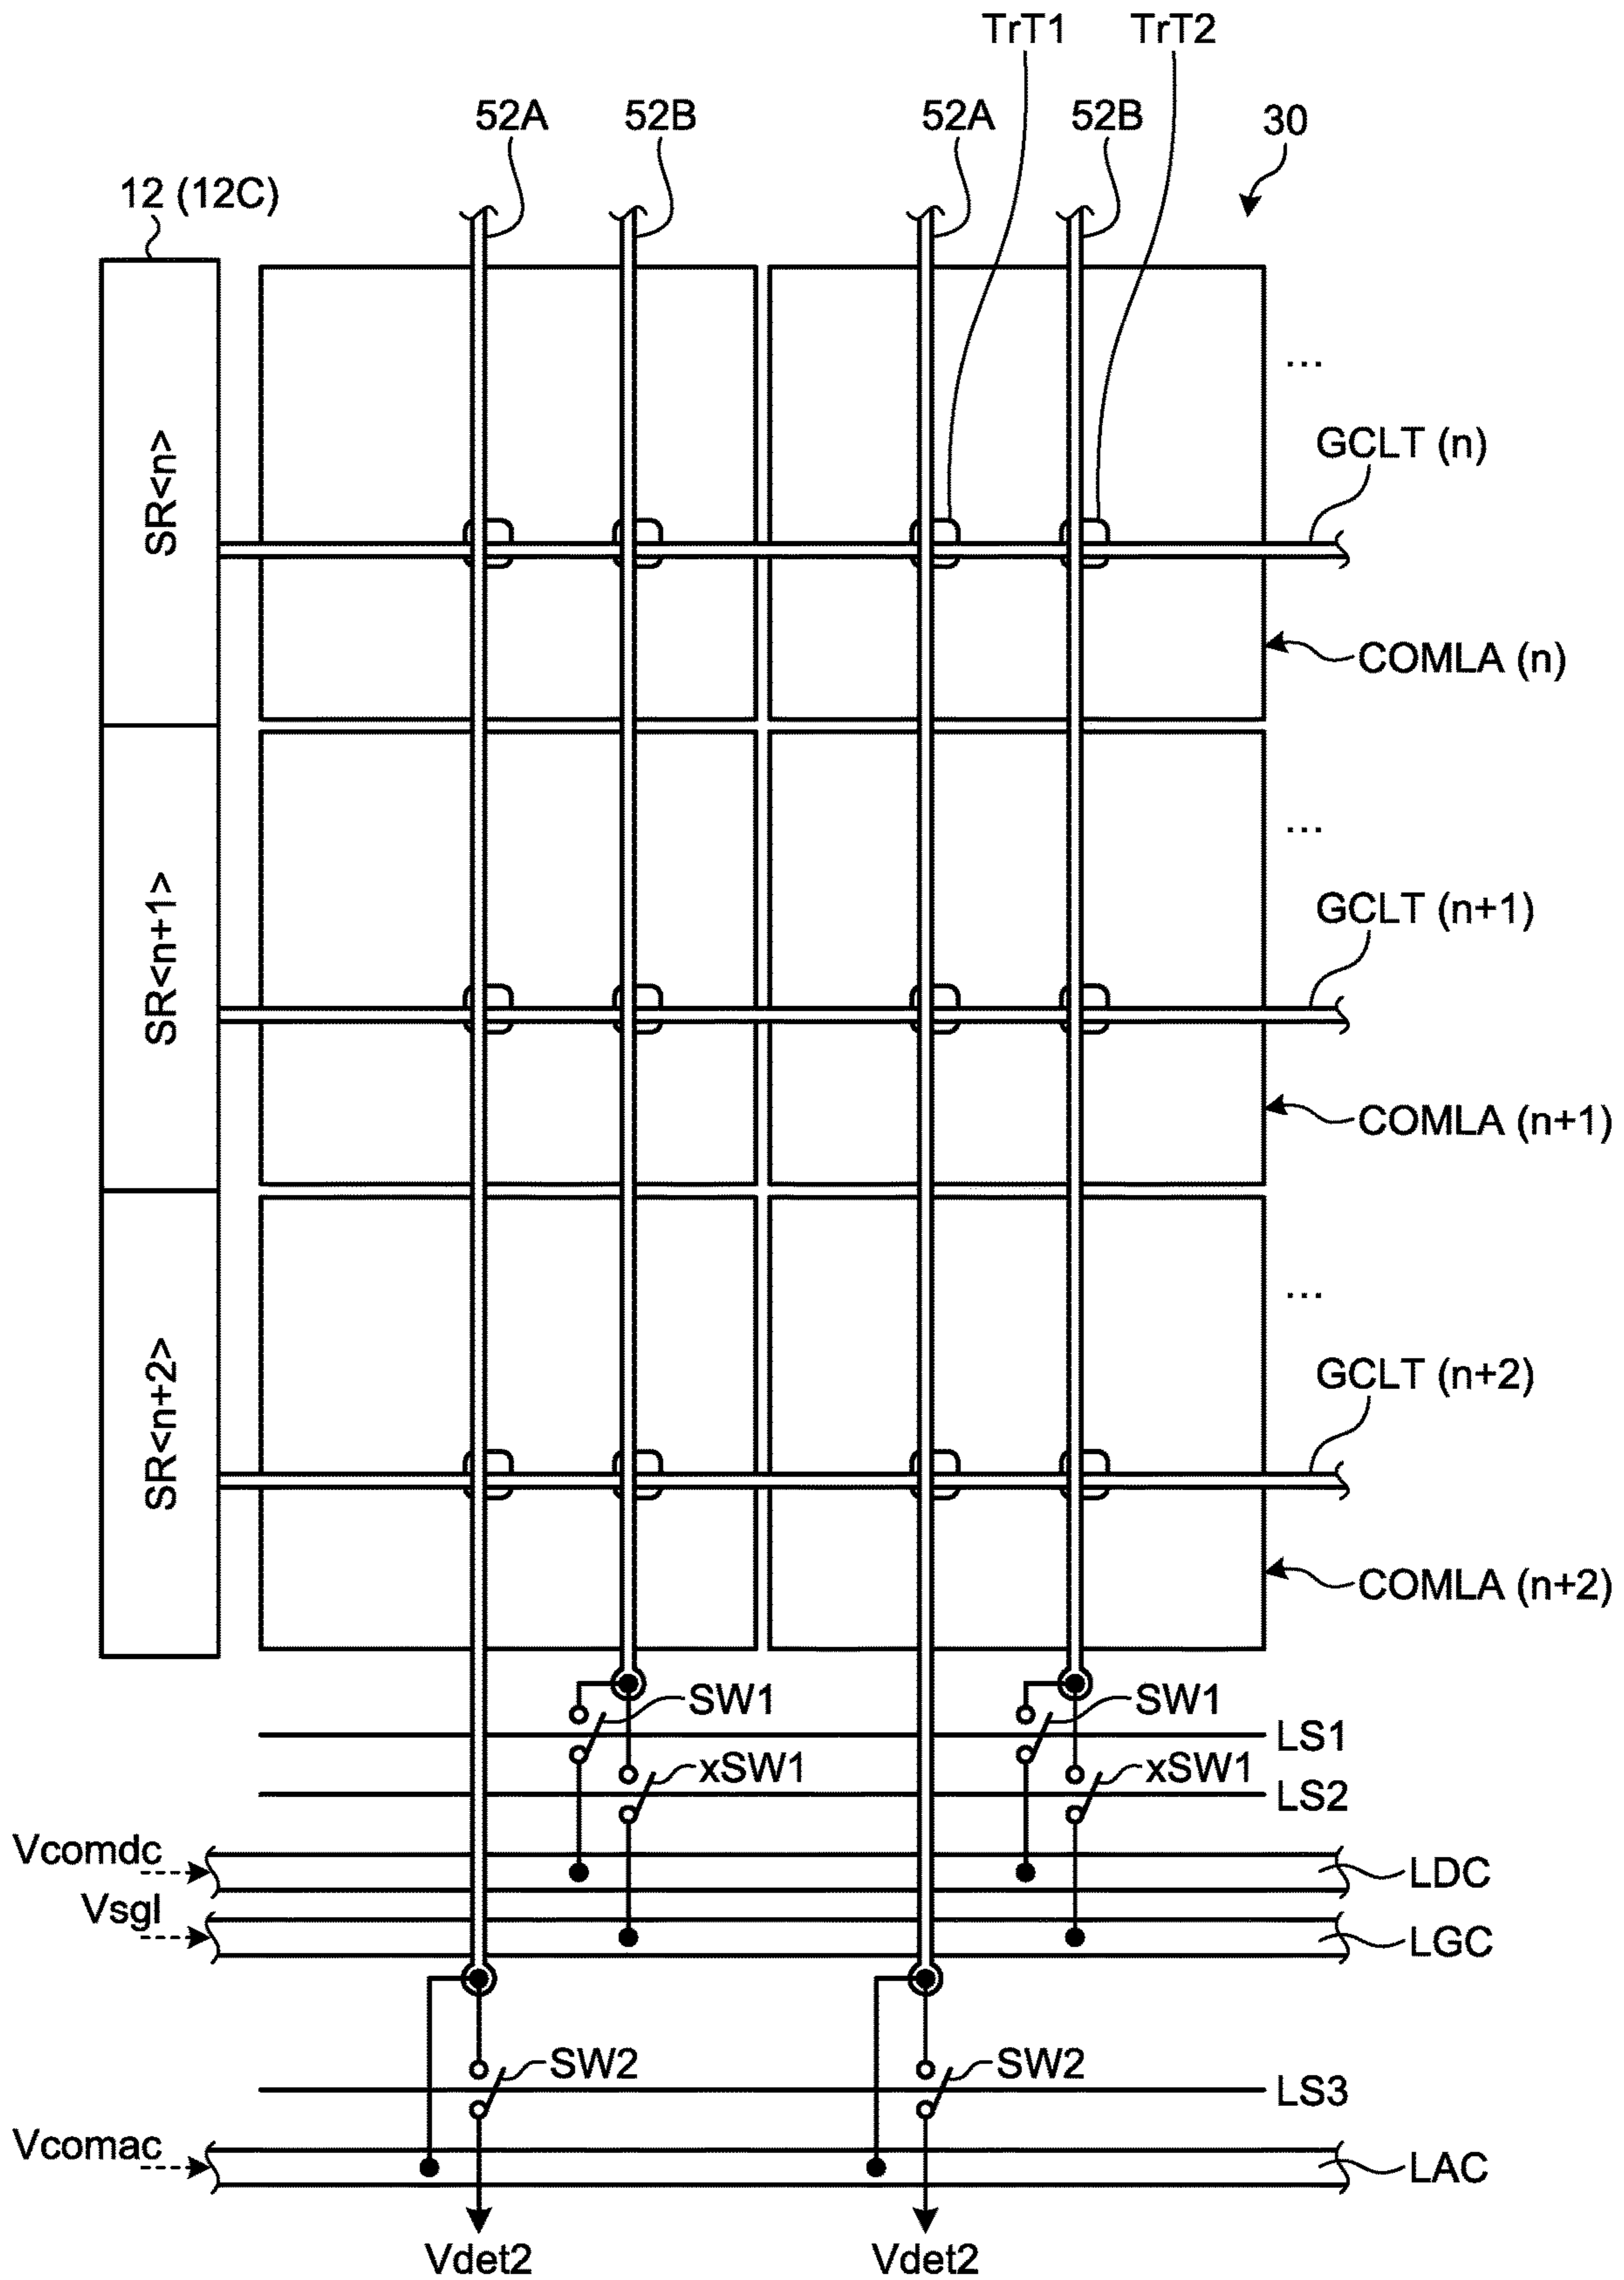 TrT1 TrT2
52A 52B 52A 52B 30
12 (12C)
...
GCLT (n)
SR<n>
COMLA (n)
...
GCLT (n+1)
SR<n+1>
COMLA (n+1)
...
GCLT (n+2)
SR<n+2>
COMLA (n+2)
SW1 SW1
LS1
xSW1 xSW1
LS2
Vcomdc
LDC
Vsgl
LGC
SW2 SW2
LS3
Vcomac
LAC
Vdet2 Vdet2